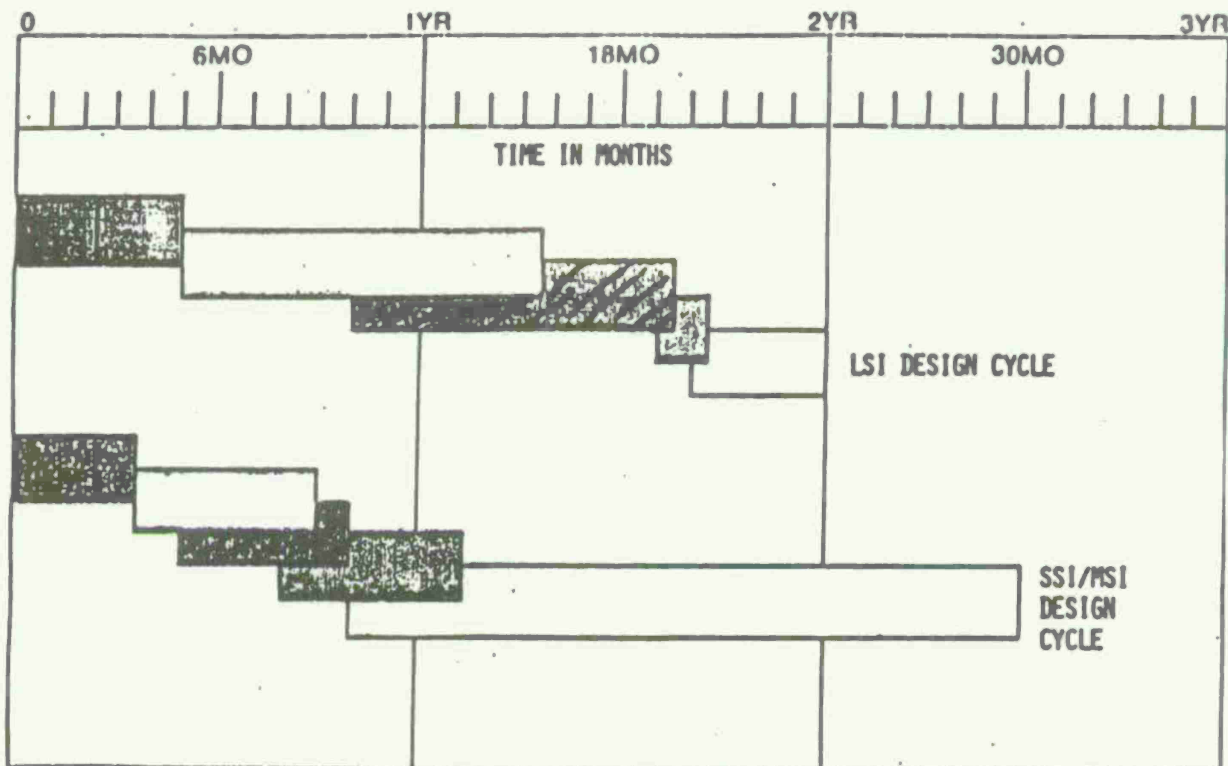 0 1YR 2YR 3YR
6MO 18MO 30MO
TIME IN MONTHS
LSI DESIGN CYCLE
SSI/MSI
DESIGN
CYCLE